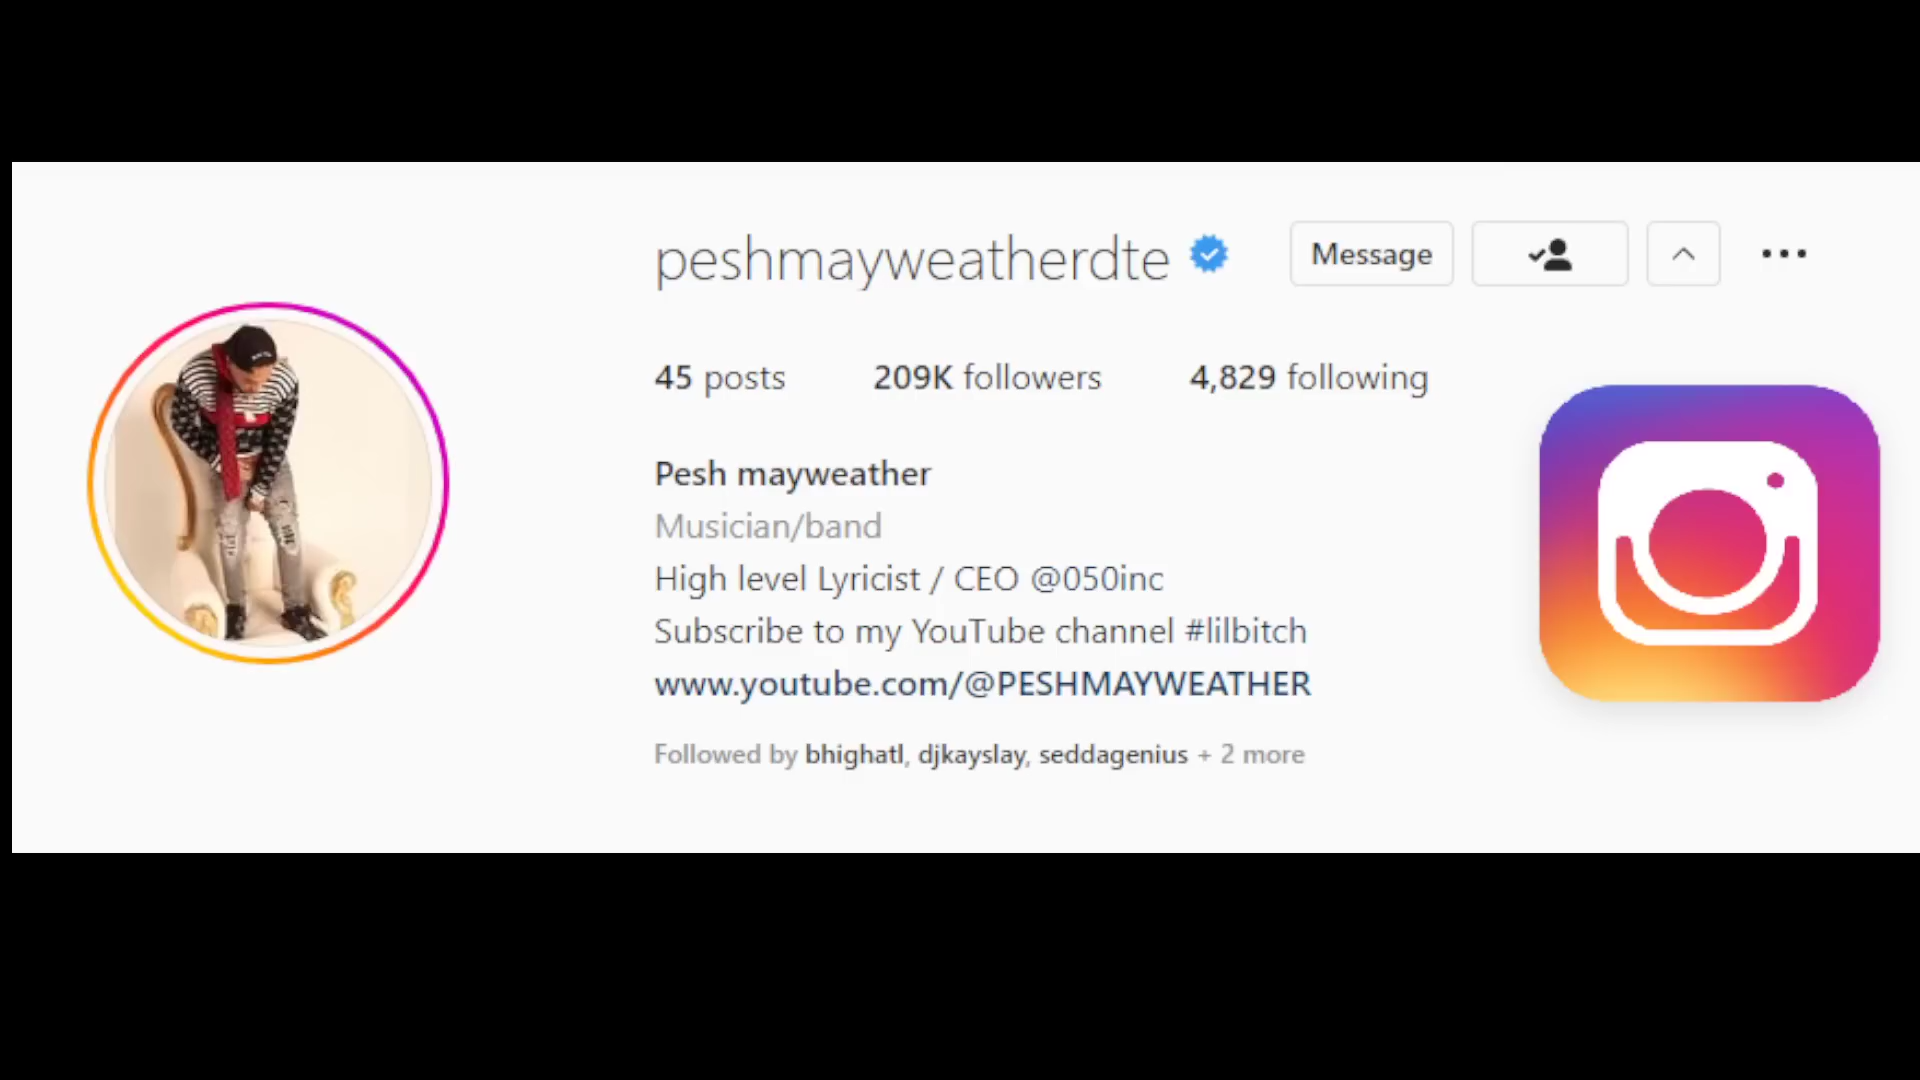 peshmayweatherdte
Message
45 posts 209K followers 4,829 following
Pesh mayweather
Musician/band
High level Lyricist / CEO @050inc
Subscribe to my YouTube channel #lilbitch
www.youtube.com/@PESHMAYWEATHER
Followed by bhighatl, djkayslay, seddagenius + 2 more